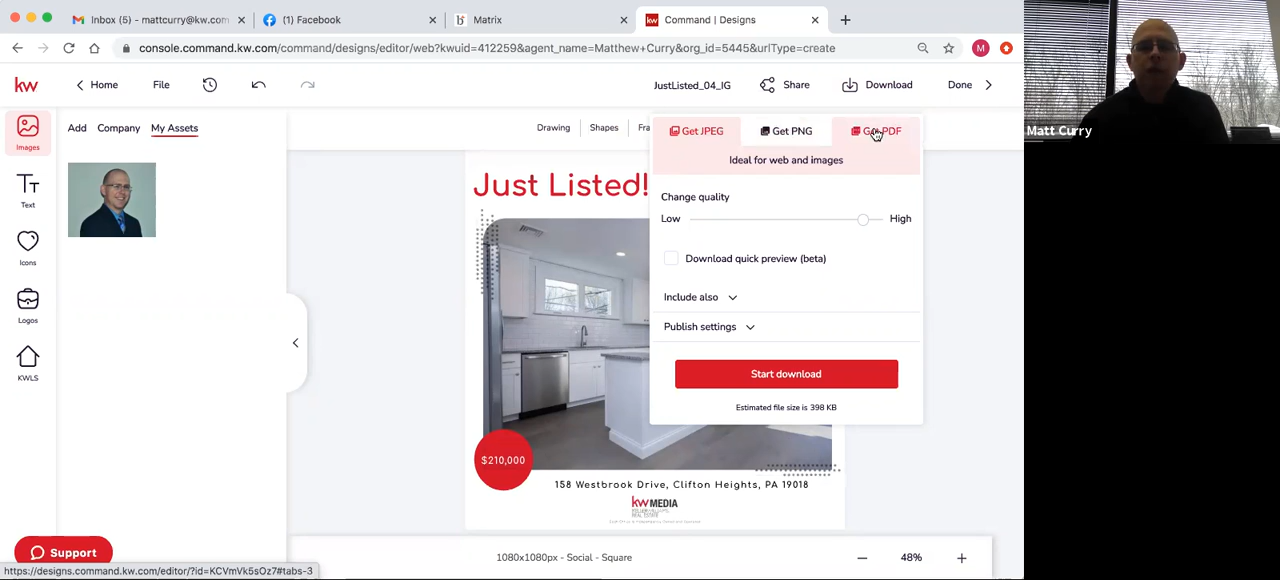 Inbox (5) - mattcurry@kw.com
(1) Facebook
Matrix
Command | Designs
console.command.kw.com/command/designs/editor/web?kwuid=412259&agent_name=Matthew+Curry&org_id=5445&urlType=create
M
kw
Home
File
JustListed_04_IG
Share
Download
Done
Images
Text
Icons
Logos
KWLS
Add
Company
My Assets
Drawing
Shapes
Fra
Get JPEG
Get PNG
Get PDF
Ideal for web and images
Change quality
Low
High
Download quick preview (beta)
Include also
Publish settings
Start download
Estimated file size is 398 KB
Just Listed!
$210,000
158 Westbrook Drive, Clifton Heights, PA 19018
kw MEDIA
1080x1080px - Social - Square
48%
Support
https://designs.command.kw.com/editor/?id=KCVmVk6sOz7#tabs-3
Matt Curry